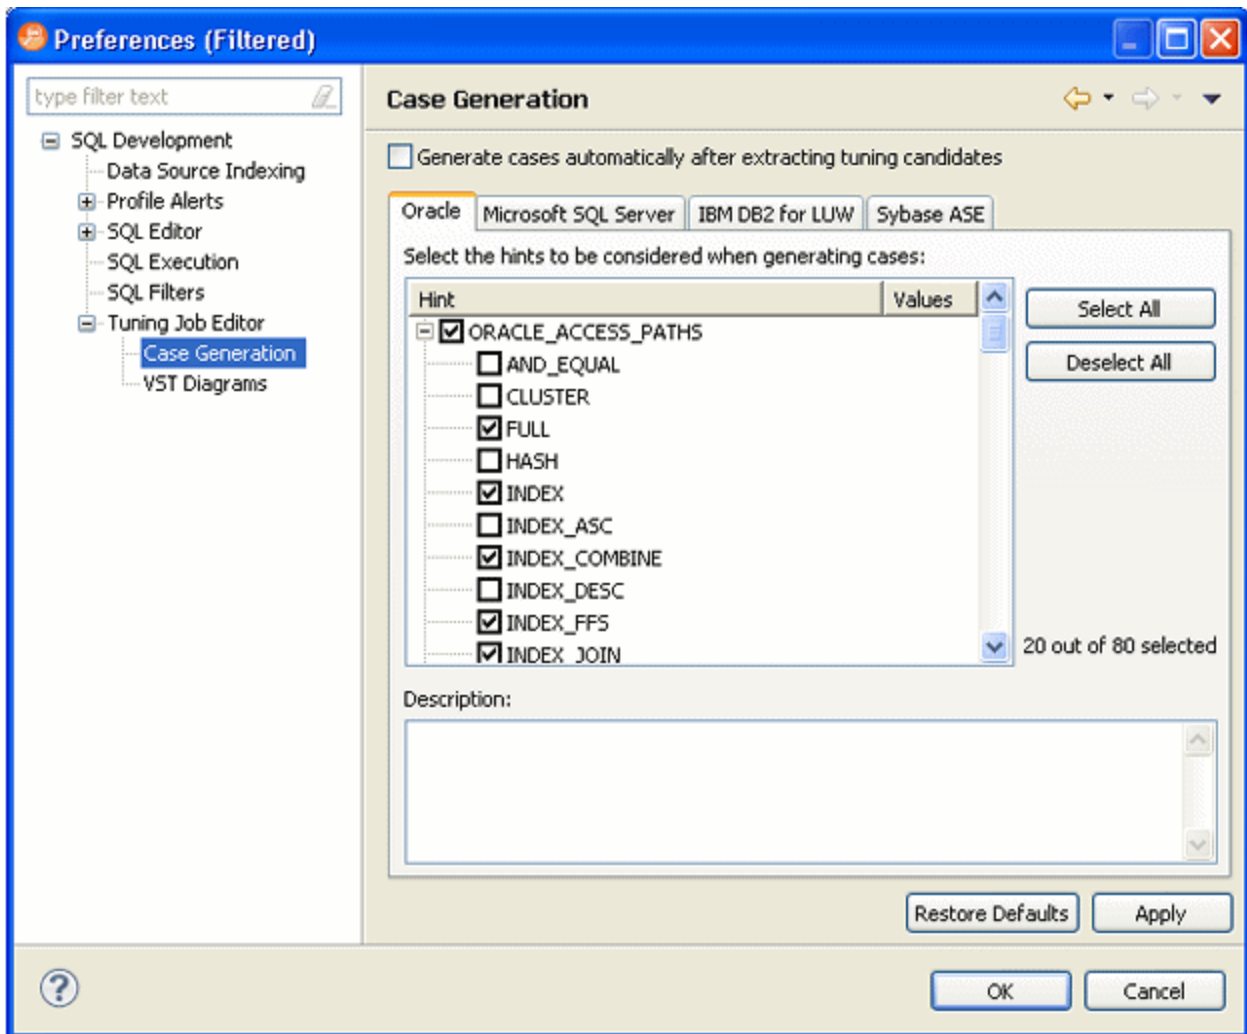 Preferences (Filtered)
type filter text
SQL Development
Data Source Indexing
Profile Alerts
SQL Editor
SQL Execution
SQL Filters
Tuning Job Editor
Case Generation
VST Diagrams
Case Generation
Generate cases automatically after extracting tuning candidates
Oracle Microsoft SQL Server IBM DB2 for LUW Sybase ASE
Select the hints to be considered when generating cases:
Hint Values
ORACLE_ACCESS_PATHS
AND_EQUAL
CLUSTER
FULL
HASH
INDEX
INDEX_ASC
INDEX_COMBINE
INDEX_DESC
INDEX_FFS
INDEX_JOIN
Select All
Deselect All
20 out of 80 selected
Description:
Restore Defaults Apply
?
OK Cancel